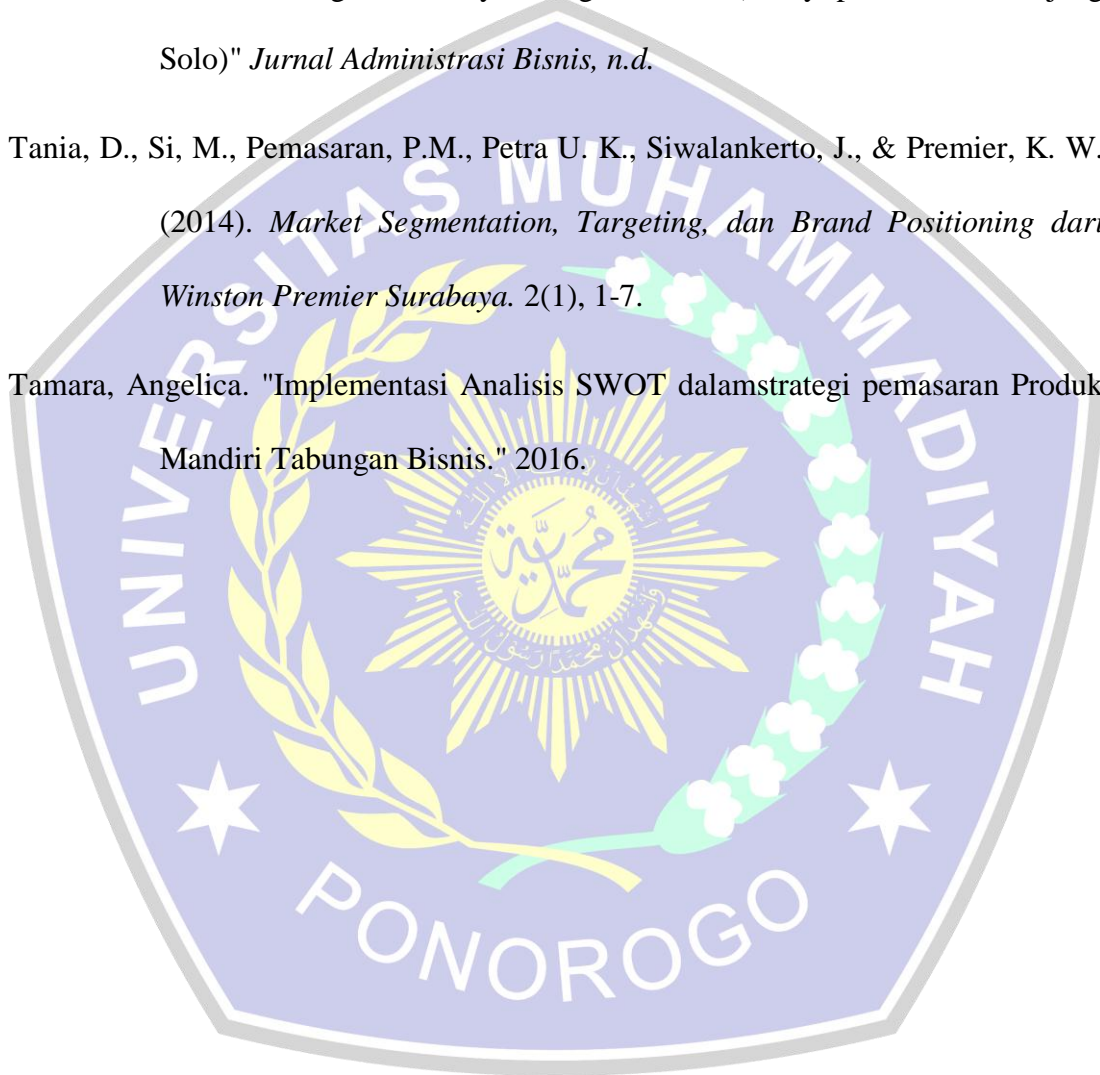 Solo)" Jurnal Administrasi Bisnis, n.d.
Tania, D., Si, M., Pemasaran, P.M., Petra U. K., Siwalankerto, J., & Premier, K. W.
(2014). Market Segmentation, Targeting, dan Brand Positioning dari
Winston Premier Surabaya. 2(1), 1-7.
Tamara, Angelica. "Implementasi Analisis SWOT dalamstrategi pemasaran Produk
Mandiri Tabungan Bisnis." 2016.
UNIVERSITAS MUHAMMADIYAH
PONOROGO
محمدية